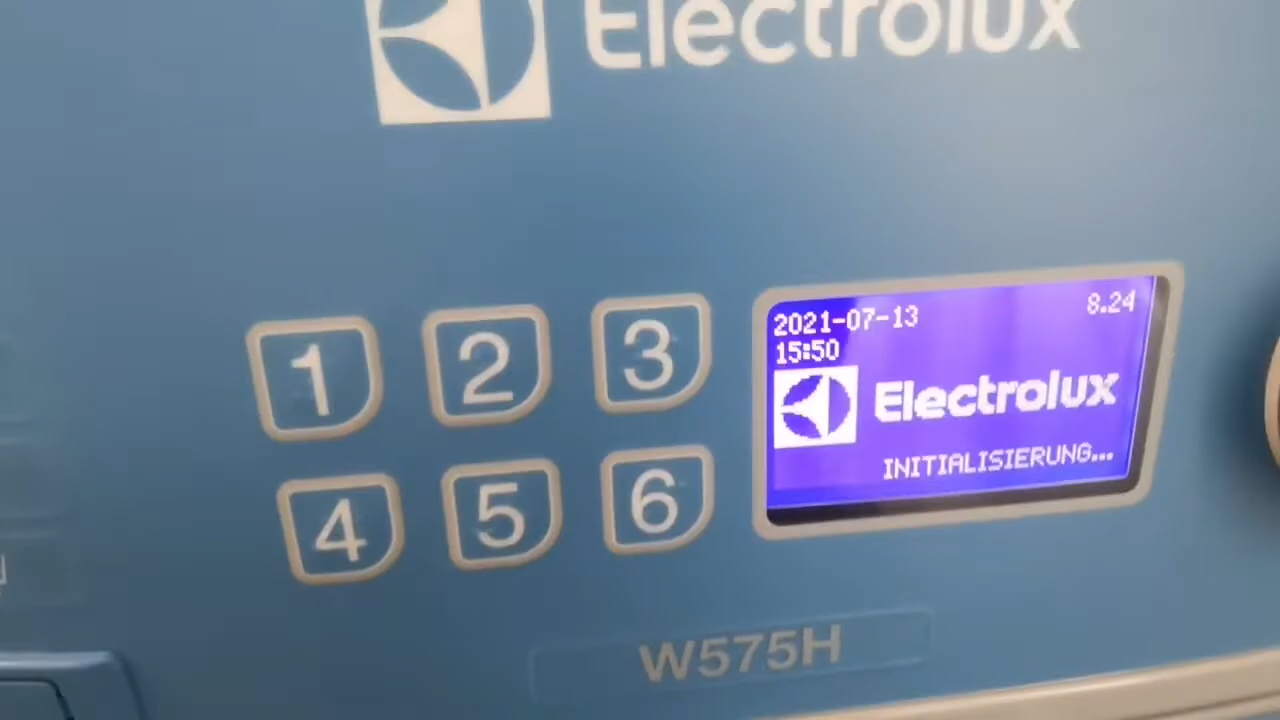 Electrolux
1 2 3
4 5 6
2021-07-13 8.24
15:50
Electrolux
INITIALISIERUNG...
W575H